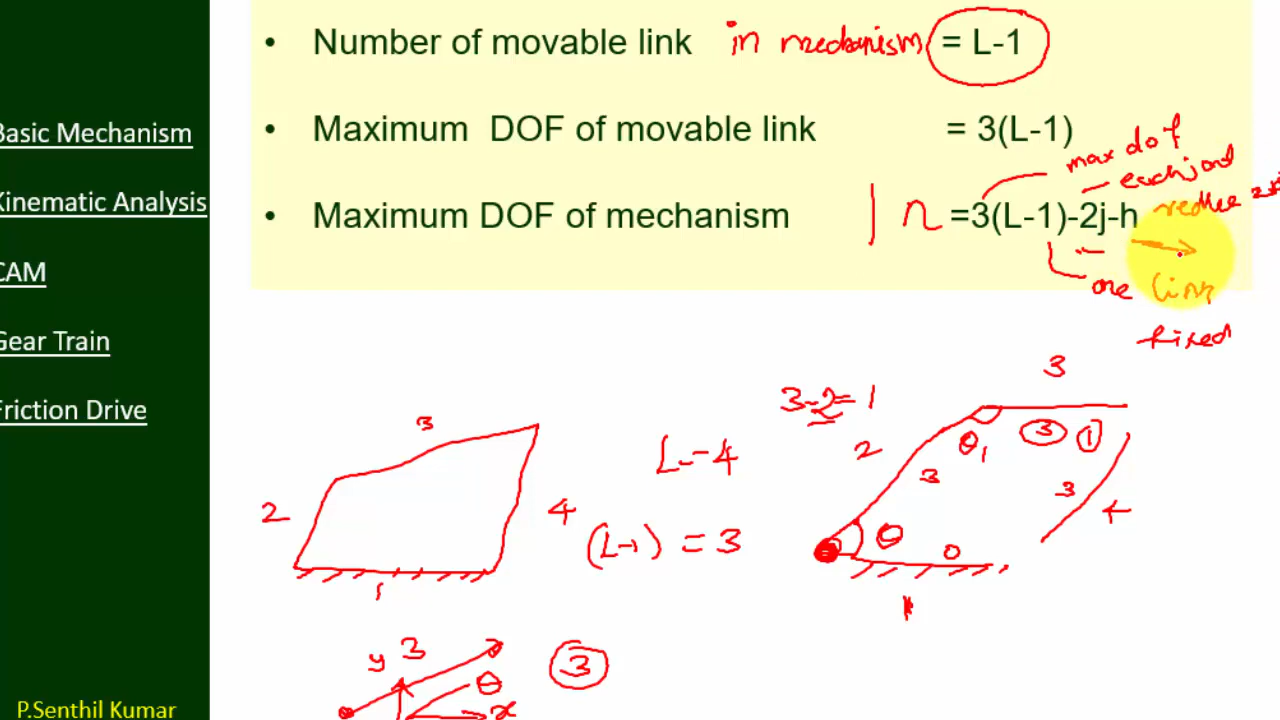 Basic Mechanism
Kinematic Analysis
CAM
Gear Train
Friction Drive
P.Senthil Kumar
• Number of movable link in mechanism = L-1
• Maximum DOF of movable link = 3(L-1)
max dof
each joint
• Maximum DOF of mechanism n =3(L-1)-2j-h reduce
one link
fixed
3
2
4
1
L-4
(L-1) = 3
3-2=1
3
2
θ1
3
1
3
3
4
θ
0
1
y 3
θ
x
3